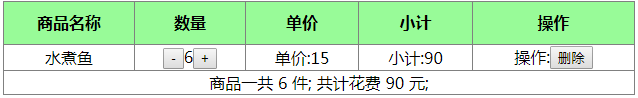 商品名称 数量 单价 小计 操作
水煮鱼 - 6 + 单价:15 小计:90 操作: 删除
商品一共 6 件; 共计花费 90 元;